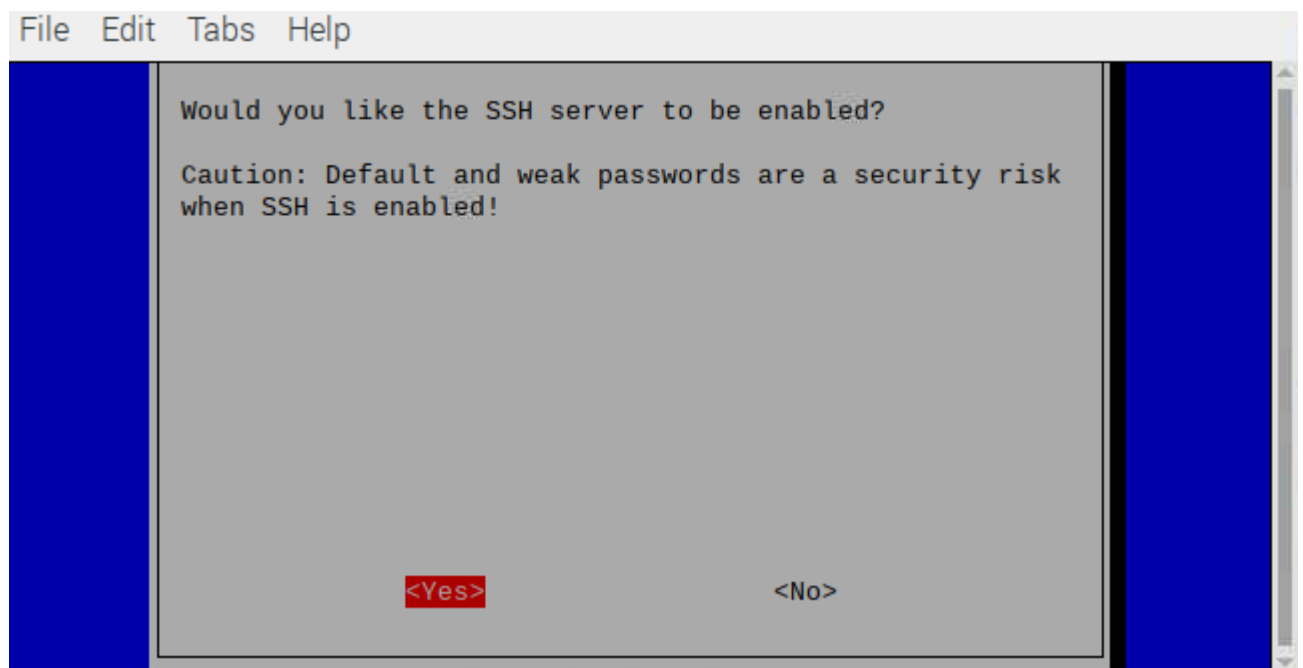 File Edit Tabs Help
Would you like the SSH server to be enabled?
Caution: Default and weak passwords are a security risk
when SSH is enabled!
<Yes> <No>